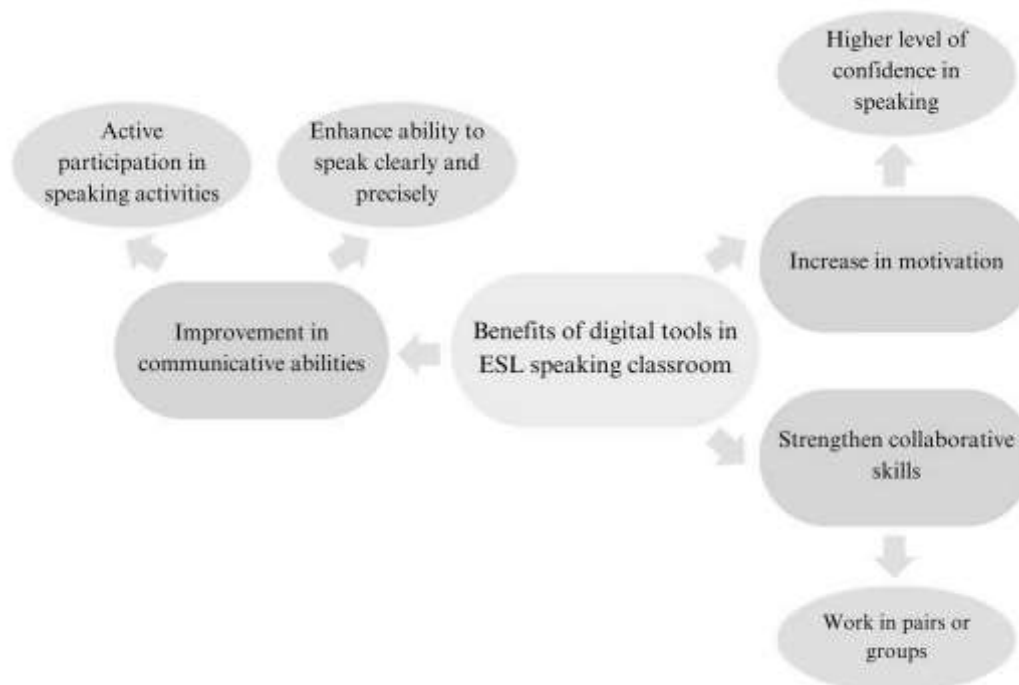 Higher level of
confidence in
speaking
Active
participation in
speaking activities
Enhance ability to
speak clearly and
precisely
Increase in motivation
Improvement in
communicative abilities
Benefits of digital tools in
ESL speaking classroom
Strengthen collaborative
skills
Work in pairs or
groups